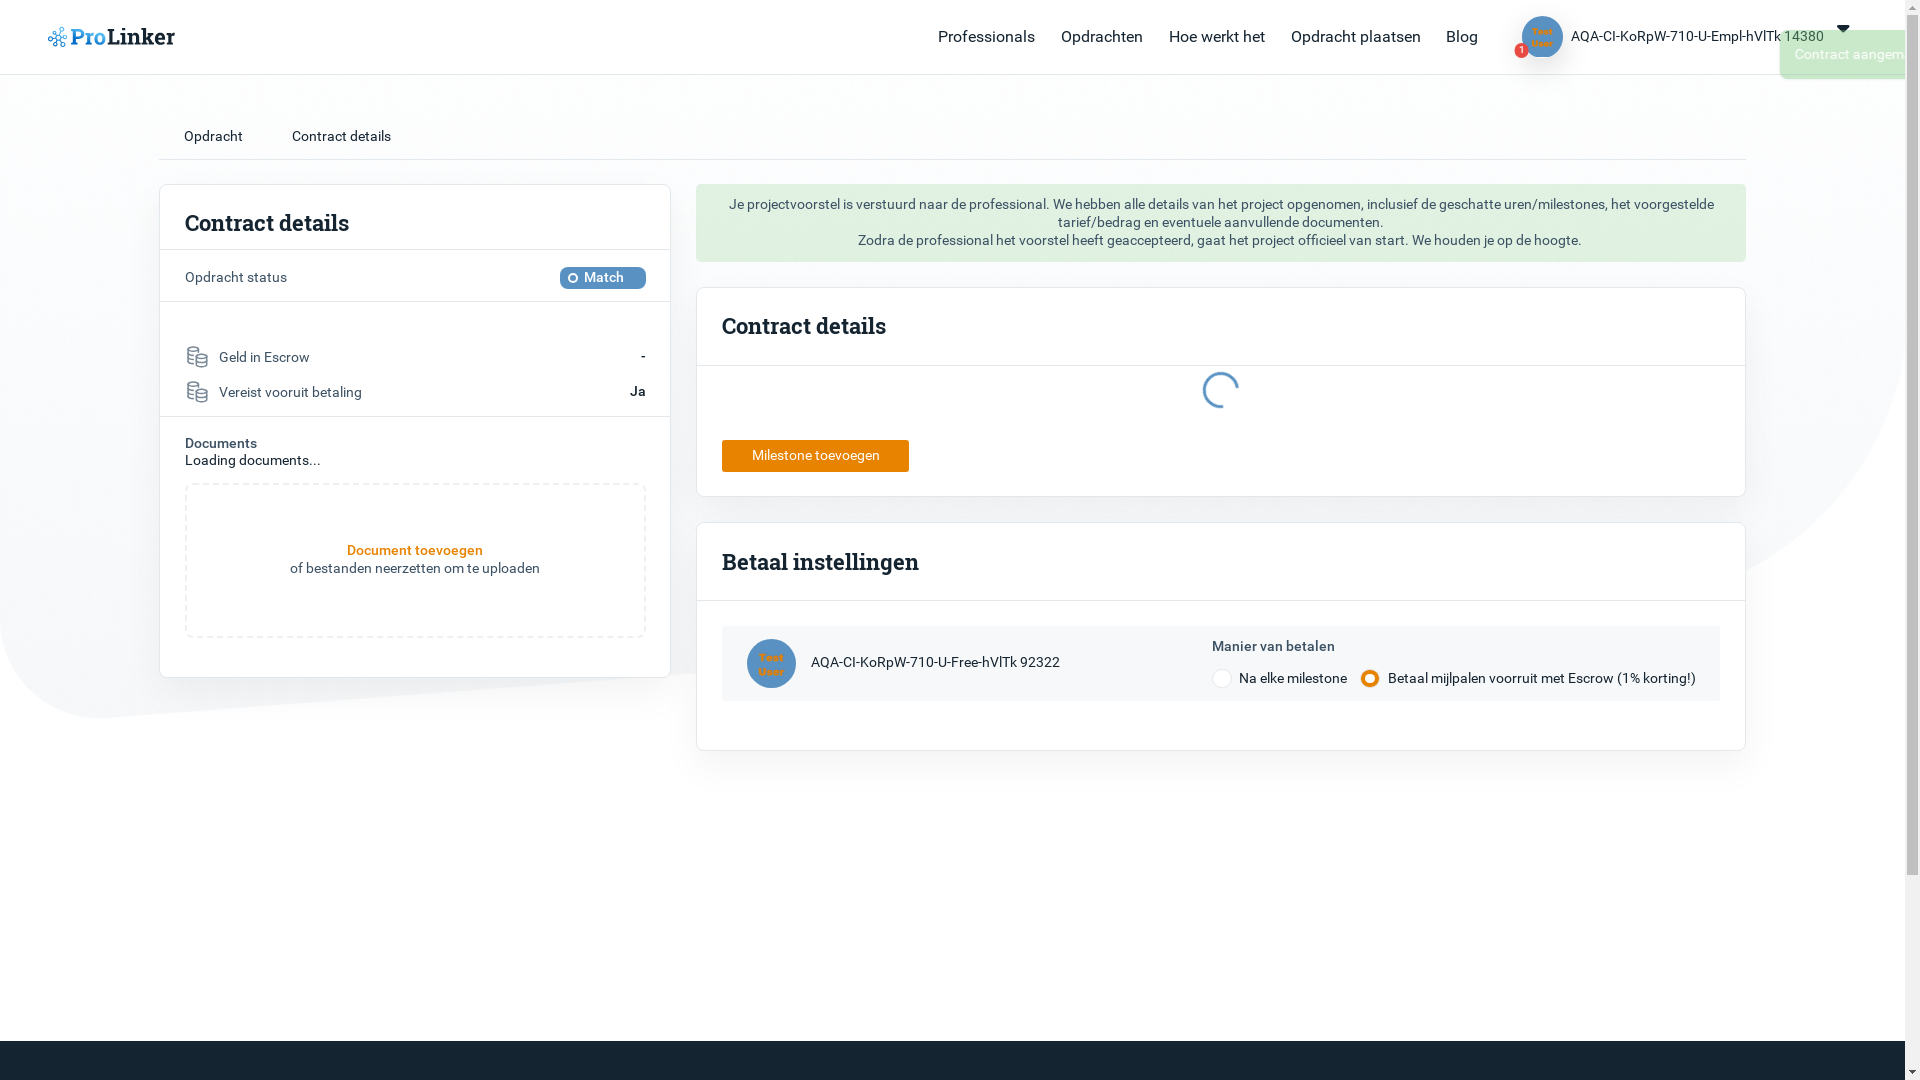 ProLinker
Professionals Opdrachten Hoe werkt het Opdracht plaatsen Blog
Test User
1
AQA-CI-KoRpW-710-U-Empl-hVlTk 14380
Contract aangem
Opdracht Contract details
Contract details
Opdracht status Match
Geld in Escrow -
Vereist vooruit betaling Ja
Documents
Loading documents...
Document toevoegen
of bestanden neerzetten om te uploaden
Je projectvoorstel is verstuurd naar de professional. We hebben alle details van het project opgenomen, inclusief de geschatte uren/milestones, het voorgestelde
tarief/bedrag en eventuele aanvullende documenten.
Zodra de professional het voorstel heeft geaccepteerd, gaat het project officieel van start. We houden je op de hoogte.
Contract details
Milestone toevoegen
Betaal instellingen
Test User
AQA-CI-KoRpW-710-U-Free-hVlTk 92322
Manier van betalen
Na elke milestone Betaal mijlpalen voorruit met Escrow (1% korting!)